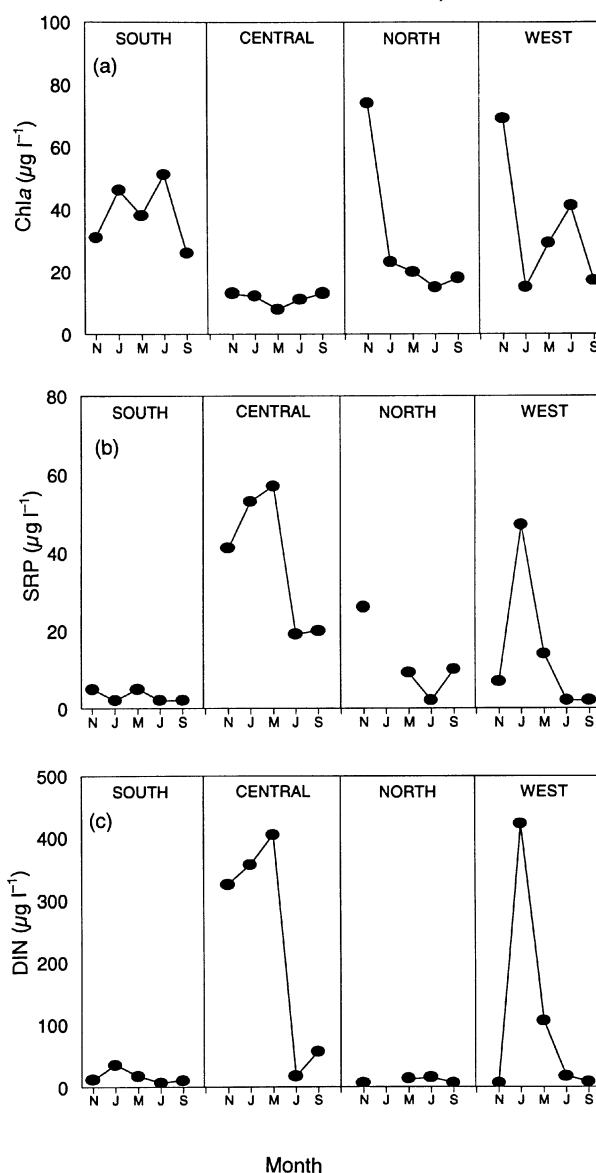 100
SOUTH CENTRAL NORTH WEST
(a)
80
60
40
20
0
Chla (µg l⁻¹)
N J M J S N J M J S N J M J S N J M J S
80
SOUTH CENTRAL NORTH WEST
(b)
60
40
20
0
SRP (µg l⁻¹)
N J M J S N J M J S N J M J S N J M J S
500
SOUTH CENTRAL NORTH WEST
(c)
400
300
200
100
0
DIN (µg l⁻¹)
N J M J S N J M J S N J M J S N J M J S
Month